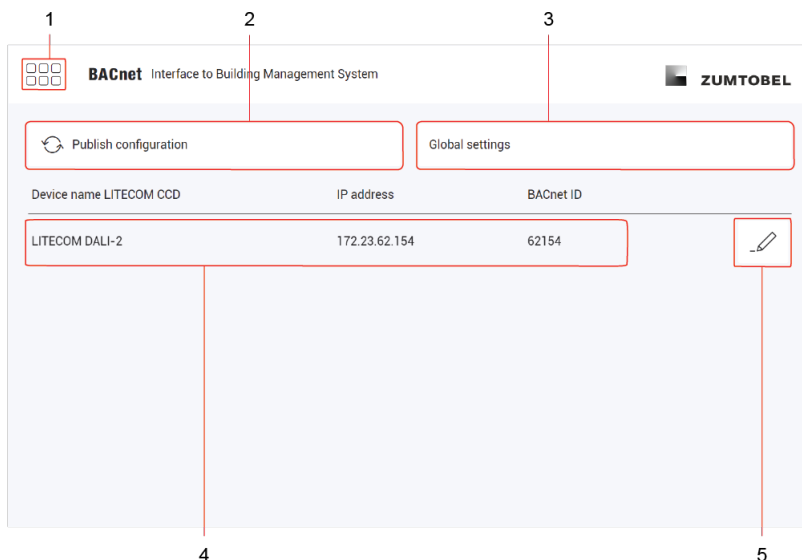 1 2 3
BACnet Interface to Building Management System
ZUMTOBEL
Publish configuration Global settings
Device name LITECOM CCD IP address BACnet ID
LITECOM DALI-2 172.23.62.154 62154
4 5